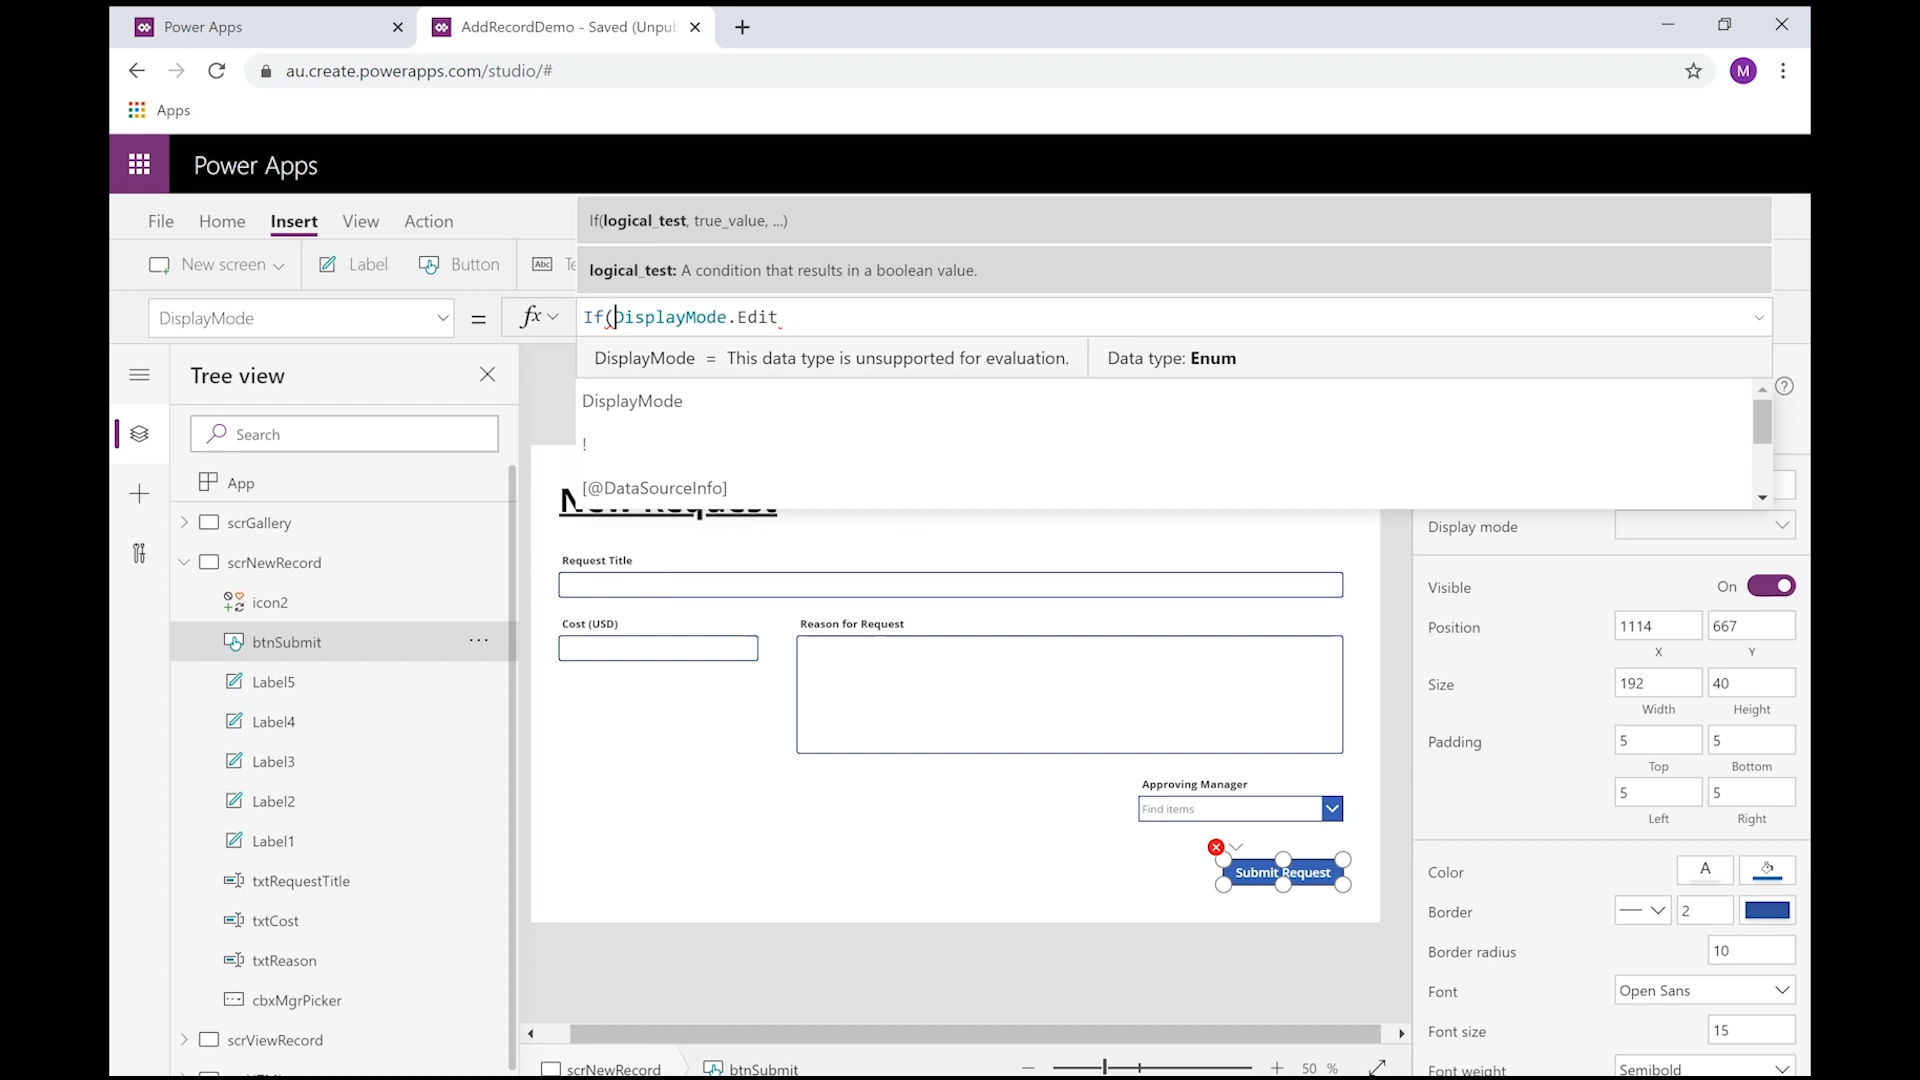 Power Apps
AddRecordDemo - Saved (Unpub
au.create.powerapps.com/studio/#
M
Apps
Power Apps
File Home Insert View Action
If(logical_test, true_value, ...)
New screen Label Button Abc Te
logical_test: A condition that results in a boolean value.
DisplayMode = fx If(DisplayMode.Edit
DisplayMode = This data type is unsupported for evaluation. Data type: Enum
DisplayMode
!
[@DataSourceInfo]
Tree view
Search
App
scrGallery
scrNewRecord
icon2
btnSubmit ...
Label5
Label4
Label3
Label2
Label1
txtRequestTitle
txtCost
txtReason
cbxMgrPicker
scrViewRecord
New Request
Request Title
Cost (USD) Reason for Request
Approving Manager
Find items
Submit Request
scrNewRecord btnSubmit 50 %
Display mode
Visible On
Position 1114 667
X Y
Size 192 40
Width Height
Padding 5 5
Top Bottom
5 5
Left Right
Color A
Border 2
Border radius 10
Font Open Sans
Font size 15
Font weight Semibold